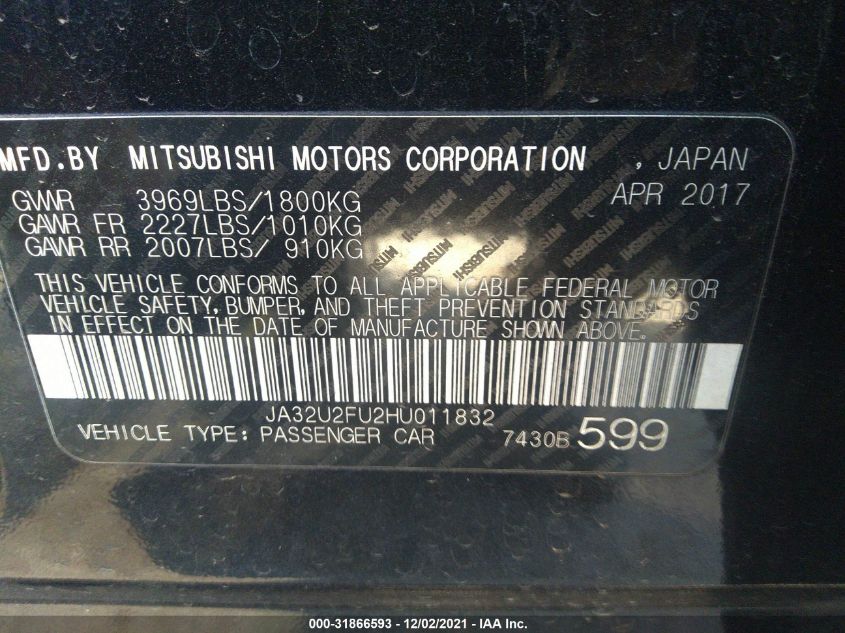 MFD.BY MITSUBISHI MOTORS CORPORATION , JAPAN
APR 2017
GVWR 3969LBS/1800KG
GAWR FR 2227LBS/1010KG
GAWR RR 2007LBS/ 910KG
THIS VEHICLE CONFORMS TO ALL APPLICABLE FEDERAL MOTOR
VEHICLE SAFETY, BUMPER, AND THEFT PREVENTION STANDARDS
IN EFFECT ON THE DATE OF MANUFACTURE SHOWN ABOVE.
JA32U2FU2HU011832
VEHICLE TYPE: PASSENGER CAR 7430B 599
000-31866593 - 12/02/2021 - IAA Inc.